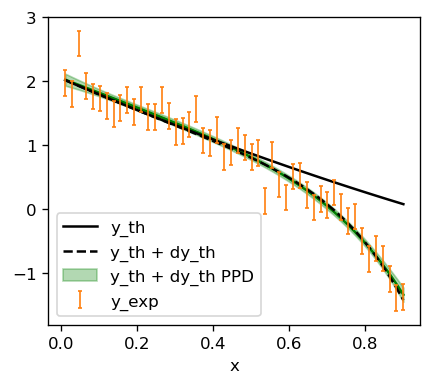 3
2
1
0
−1
y_th
y_th + dy_th
y_th + dy_th PPD
y_exp
0.0 0.2 0.4 0.6 0.8
x